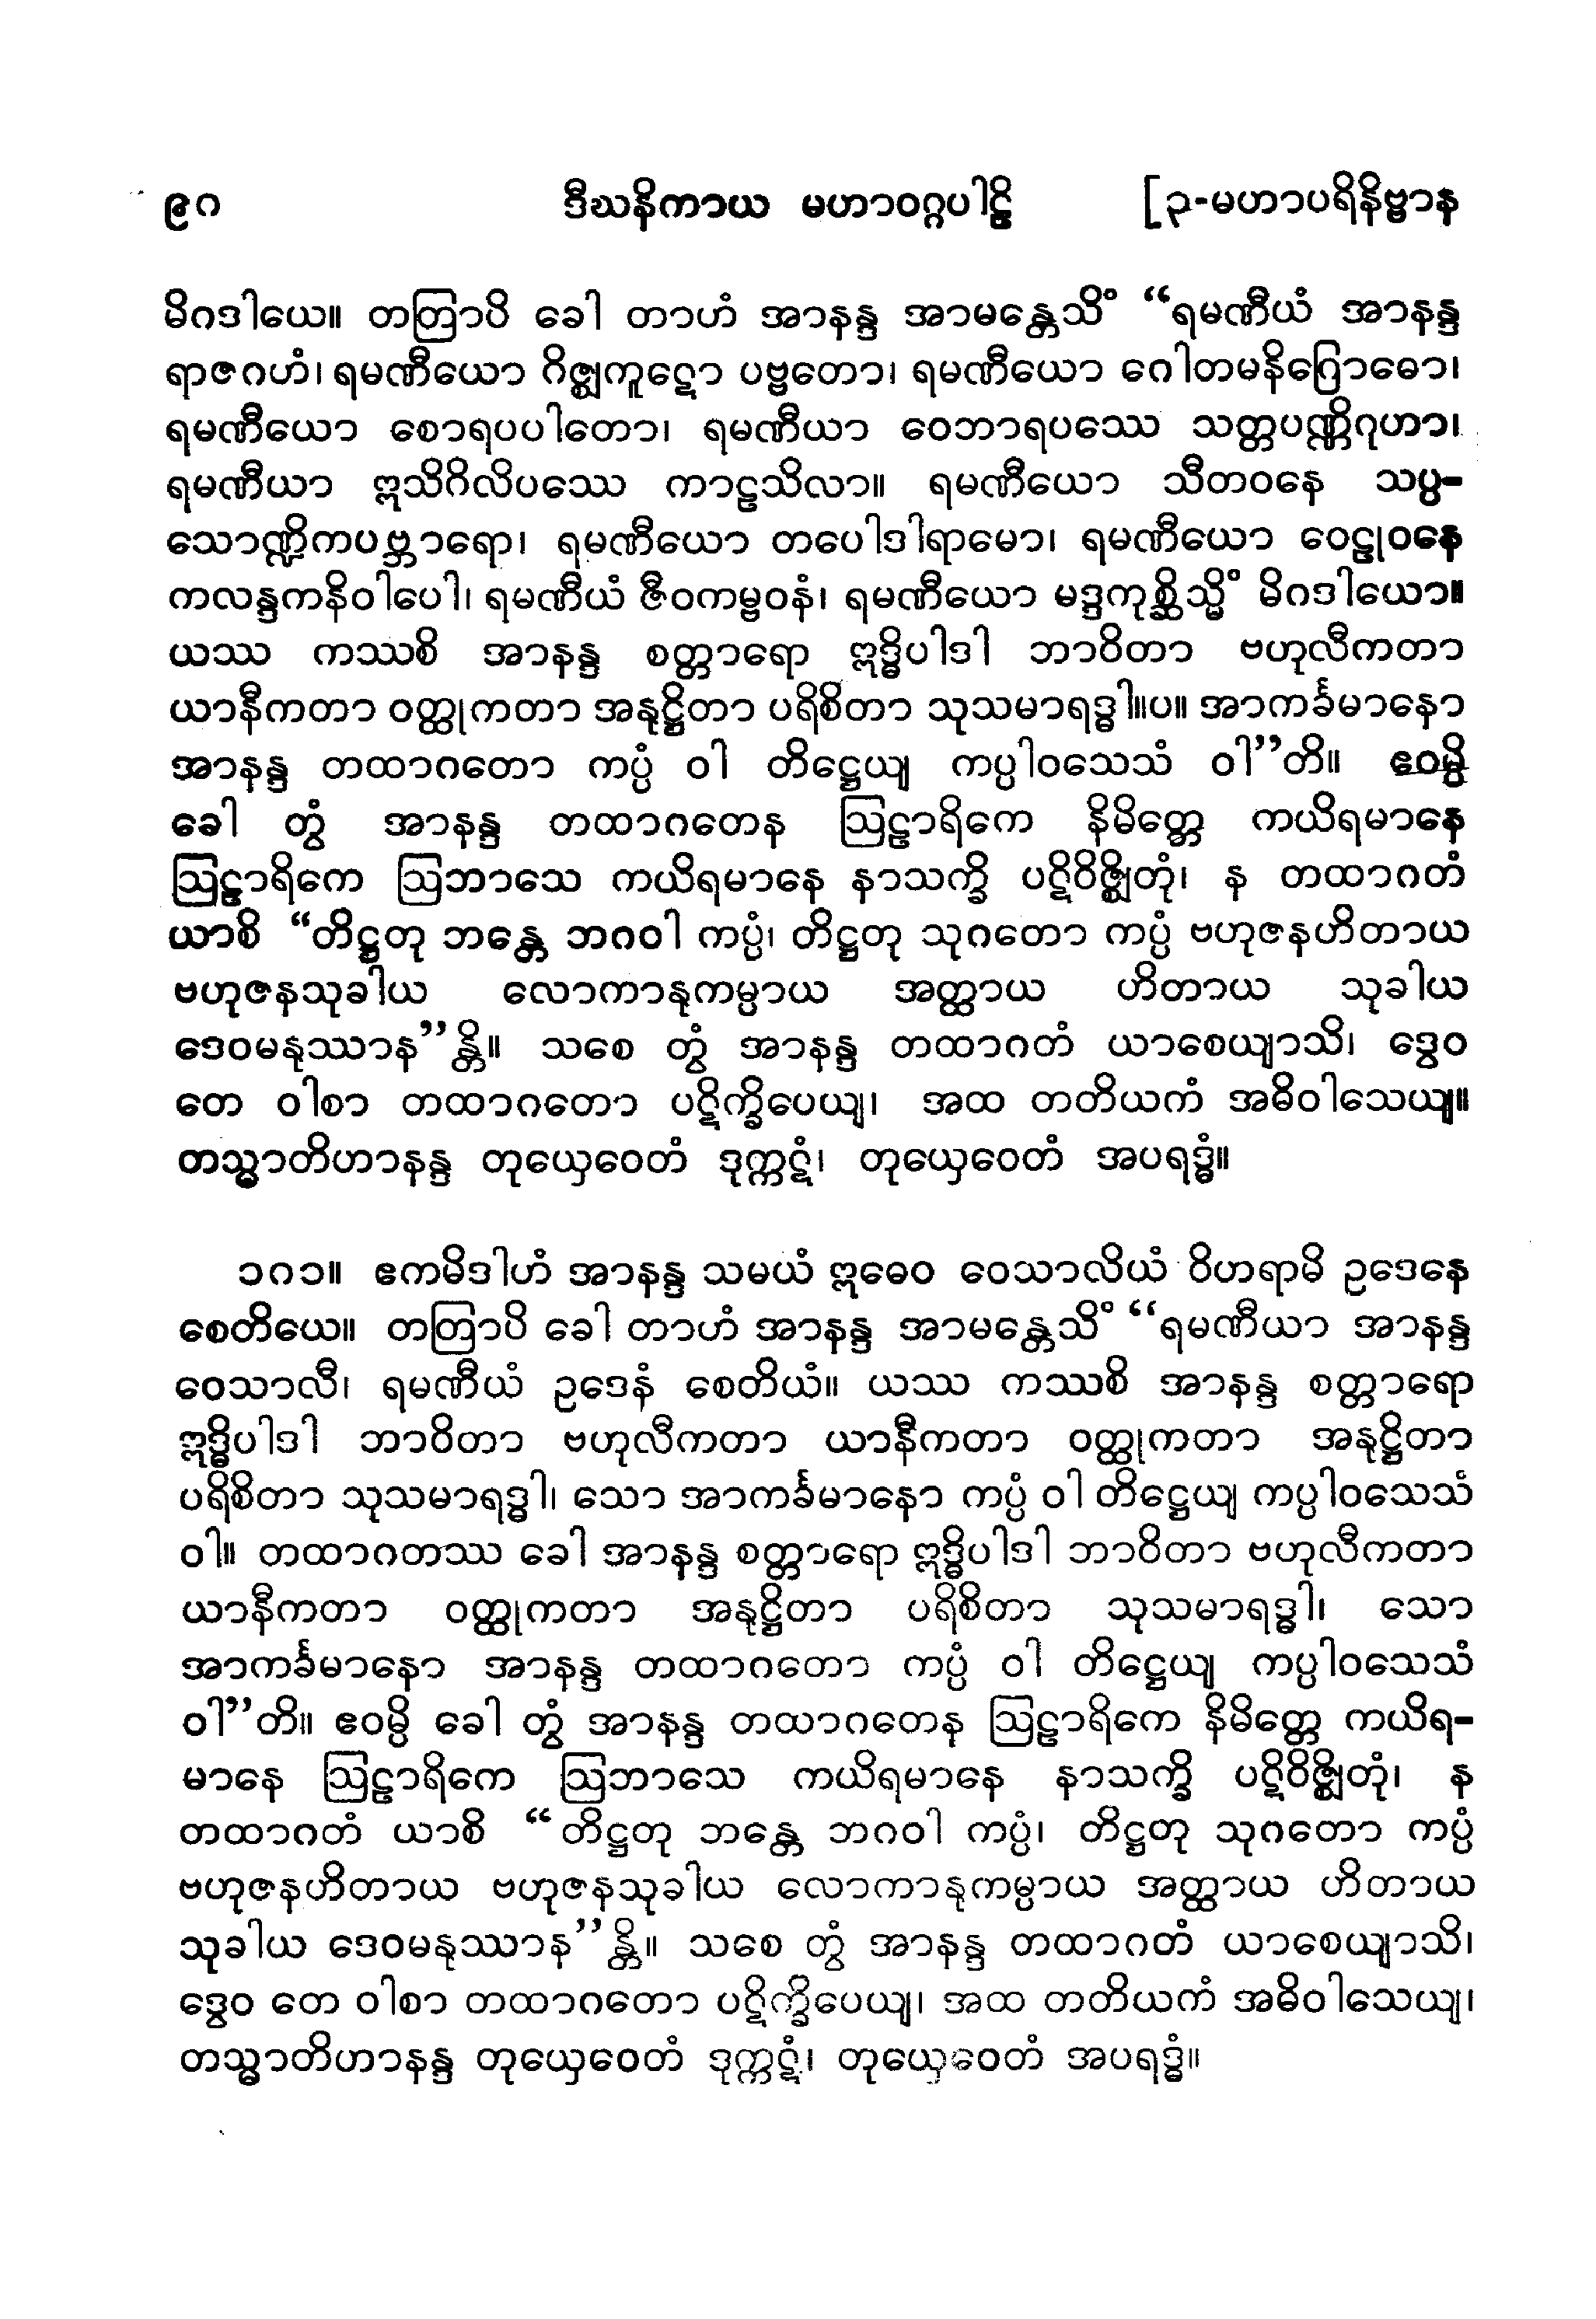 ၉၈ ဒီဃနိကာယ မဟာဝဂ္ဂပါဠိ [၃-မဟာပရိနိဗ္ဗာန
မိဂဒါယေ။ တတြာပိ ခေါ တာဟံ အာနန္ဒ အာမန္တေသိံ “ရမဏီယံ အာနန္ဒ
ရာဇဂဟံ၊ ရမဏီယော ဂိဇ္ဈကူဋော ပဗ္ဗတော၊ ရမဏီယော ဂေါတမနိဂြောဓော၊
ရမဏီယော စောရပပါတော၊ ရမဏီယာ ဝေဘာရပဿေ သတ္တပဏ္ဏိဂုဟာ၊
ရမဏီယာ ဣသိဂိလိပဿေ ကာဠသိလာ။ ရမဏီယော သီတဝနေ သပ္ပ-
သောဏ္ဍိကပဗ္ဘာရော၊ ရမဏီယော တပေါဒါရာမော၊ ရမဏီယော ဝေဠုဝနေ
ကလန္ဒကနိဝါပေါ၊ ရမဏီယံ ဇီဝကမ္ဗဝနံ၊ ရမဏီယော မဒ္ဒကုစ္ဆိသ္မိံ မိဂဒါယော။
ယဿ ကဿစိ အာနန္ဒ စတ္တာရော ဣဒ္ဓိပါဒါ ဘာဝိတာ ဗဟုလီကတာ
ယာနီကတာ ဝတ္ထုကတာ အနုဋ္ဌိတာ ပရိစိတာ သုသမာရဒ္ဓါ။ပ။ အာကင်္ခမာနော
အာနန္ဒ တထာဂတော ကပ္ပံ ဝါ တိဋ္ဌေယျ ကပ္ပါဝသေသံ ဝါ”တိ။ ဧဝမ္ပိ
ခေါ တွံ အာနန္ဒ တထာဂတေန ဩဠာရိကေ နိမိတ္တေ ကယိရမာနေ
ဩဠာရိကေ ဩဘာသေ ကယိရမာနေ နာသက္ခိ ပဋိဝိဇ္ဈိတုံ၊ န တထာဂတံ
ယာစိ “တိဋ္ဌတု ဘန္တေ ဘဂဝါ ကပ္ပံ၊ တိဋ္ဌတု သုဂတော ကပ္ပံ ဗဟုဇနဟိတာယ
ဗဟုဇနသုခါယ လောကာနုကမ္ပာယ အတ္ထာယ ဟိတာယ သုခါယ
ဒေဝမနုဿာန”န္တိ။ သစေ တွံ အာနန္ဒ တထာဂတံ ယာစေယျာသိ၊ ဒွေဝ
တေ ဝါစာ တထာဂတော ပဋိက္ခိပေယျ၊ အထ တတိယကံ အဓိဝါသေယျ။
တသ္မာတိဟာနန္ဒ တုယှေဝေတံ ဒုက္ကဋံ၊ တုယှေဝေတံ အပရဒ္ဓံ။
၁၈၁။ ဧကမိဒါဟံ အာနန္ဒ သမယံ ဣဓေဝ ဝေသာလိယံ ဝိဟရာမိ ဥဒေနေ
စေတိယေ။ တတြာပိ ခေါ တာဟံ အာနန္ဒ အာမန္တေသိံ “ရမဏီယာ အာနန္ဒ
ဝေသာလီ၊ ရမဏီယံ ဥဒေနံ စေတိယံ။ ယဿ ကဿစိ အာနန္ဒ စတ္တာရော
ဣဒ္ဓိပါဒါ ဘာဝိတာ ဗဟုလီကတာ ယာနီကတာ ဝတ္ထုကတာ အနုဋ္ဌိတာ
ပရိစိတာ သုသမာရဒ္ဓါ၊ သော အာကင်္ခမာနော ကပ္ပံ ဝါ တိဋ္ဌေယျ ကပ္ပါဝသေသံ
ဝါ။ တထာဂတဿ ခေါ အာနန္ဒ စတ္တာရော ဣဒ္ဓိပါဒါ ဘာဝိတာ ဗဟုလီကတာ
ယာနီကတာ ဝတ္ထုကတာ အနုဋ္ဌိတာ ပရိစိတာ သုသမာရဒ္ဓါ၊ သော
အာကင်္ခမာနော အာနန္ဒ တထာဂတော ကပ္ပံ ဝါ တိဋ္ဌေယျ ကပ္ပါဝသေသံ
ဝါ”တိ။ ဧဝမ္ပိ ခေါ တွံ အာနန္ဒ တထာဂတေန ဩဠာရိကေ နိမိတ္တေ ကယိရ-
မာနေ ဩဠာရိကေ ဩဘာသေ ကယိရမာနေ နာသက္ခိ ပဋိဝိဇ္ဈိတုံ၊ န
တထာဂတံ ယာစိ “တိဋ္ဌတု ဘန္တေ ဘဂဝါ ကပ္ပံ၊ တိဋ္ဌတု သုဂတော ကပ္ပံ
ဗဟုဇနဟိတာယ ဗဟုဇနသုခါယ လောကာနုကမ္ပာယ အတ္ထာယ ဟိတာယ
သုခါယ ဒေဝမနုဿာန”န္တိ။ သစေ တွံ အာနန္ဒ တထာဂတံ ယာစေယျာသိ၊
ဒွေဝ တေ ဝါစာ တထာဂတော ပဋိက္ခိပေယျ၊ အထ တတိယကံ အဓိဝါသေယျ၊
တသ္မာတိဟာနန္ဒ တုယှေဝေတံ ဒုက္ကဋံ၊ တုယှေဝေတံ အပရဒ္ဓံ။